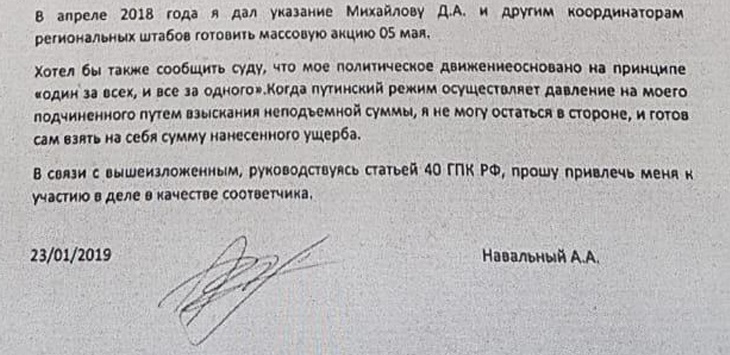 В апреле 2018 года я дал указание Михайлову Д.А. и другим координаторам
региональных штабов готовить массовую акцию 05 мая.
Хотел бы также сообщить суду, что мое политическое движениеосновано на принципе
«один за всех, и все за одного».Когда путинский режим осуществляет давление на моего
подчиненного путем взыскания неподъемной суммы, я не могу остаться в стороне, и готов
сам взять на себя сумму нанесенного ущерба.
В связи с вышеизложенным, руководствуясь статьей 40 ГПК РФ, прошу привлечь меня к
участию в деле в качестве соответчика.
23/01/2019 Навальный А.А.